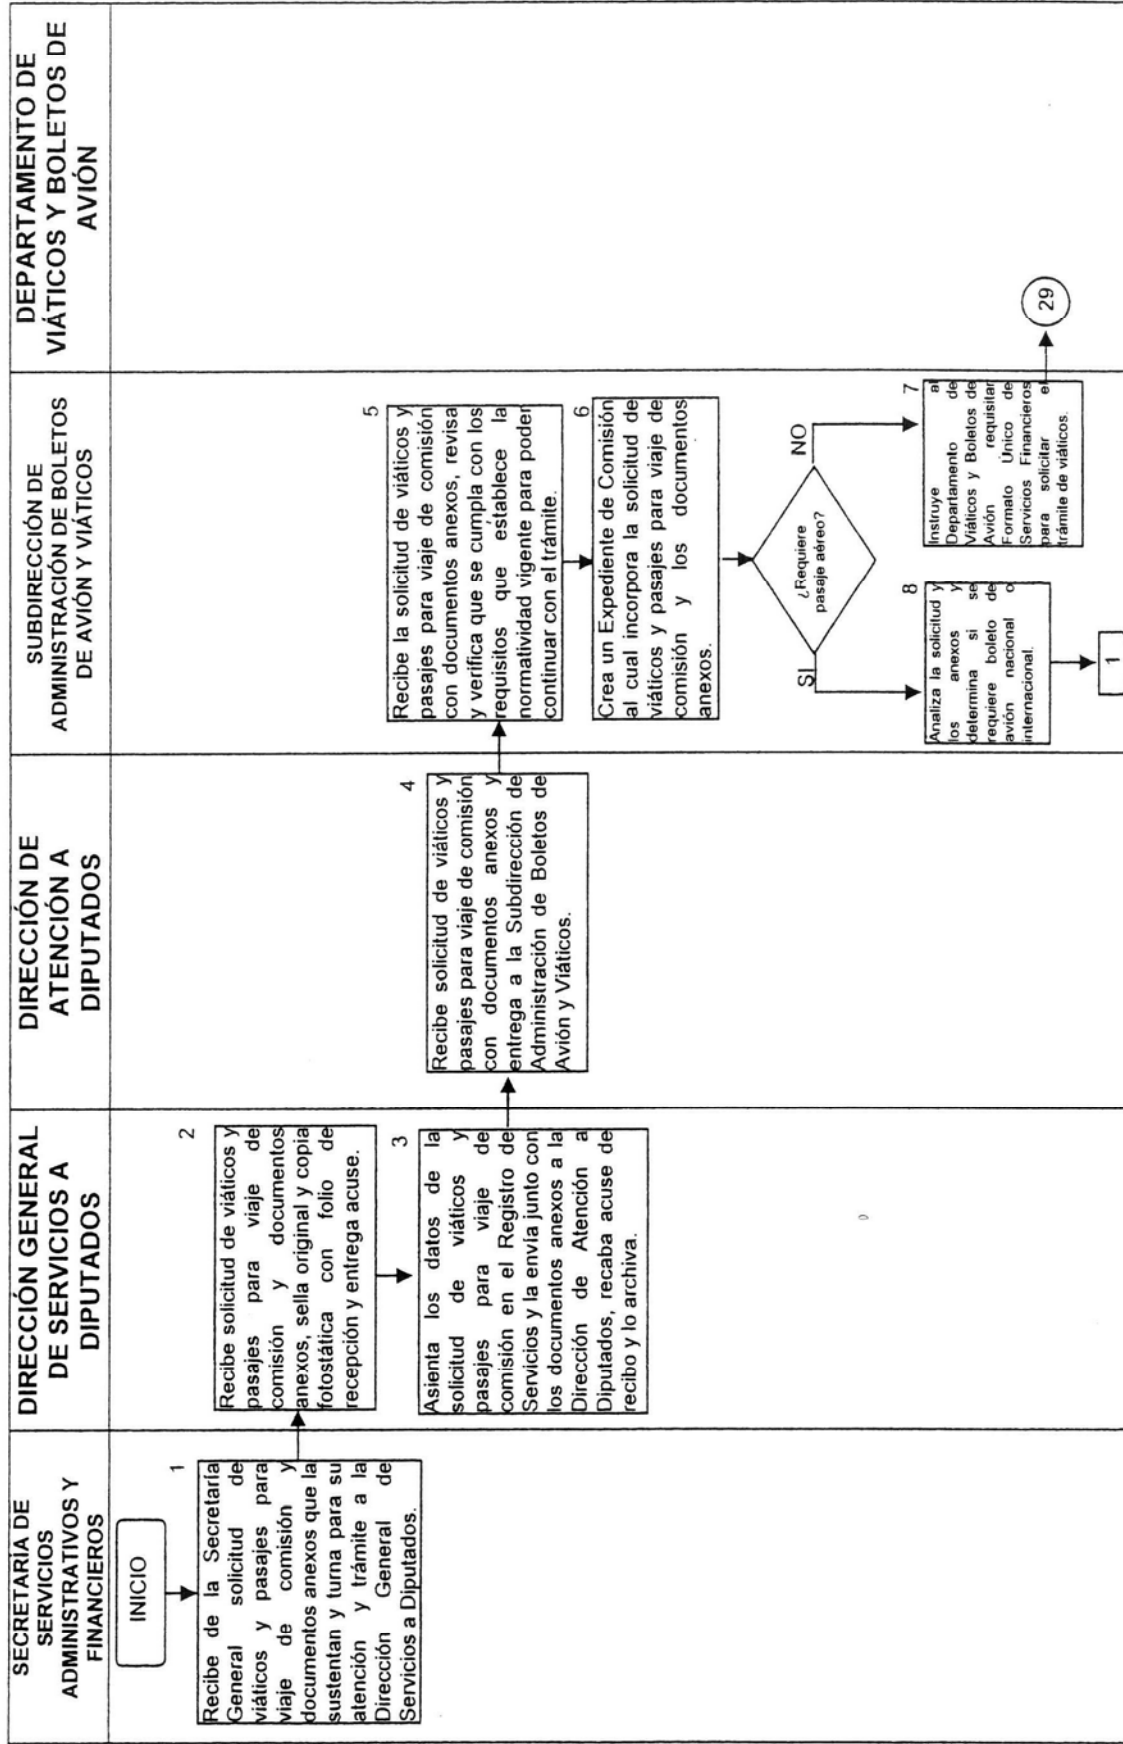 SECRETARÍA DE
SERVICIOS
ADMINISTRATIVOS Y
FINANCIEROS
DIRECCIÓN GENERAL
DE SERVICIOS A
DIPUTADOS
DIRECCIÓN DE
ATENCIÓN A
DIPUTADOS
SUBDIRECCIÓN DE
ADMINISTRACIÓN DE BOLETOS
DE AVIÓN Y VIÁTICOS
DEPARTAMENTO DE
VIÁTICOS Y BOLETOS DE
AVIÓN
INICIO
1
Recibe de la Secretaría
General solicitud de
viáticos y pasajes para
viaje de comisión y
documentos anexos que la
sustentan y turna para su
atención y trámite a la
Dirección General de
Servicios a Diputados.
2
Recibe solicitud de viáticos y
pasajes para viaje de
comisión y documentos
anexos, sella original y copia
fotostática con folio de
recepción y entrega acuse.
3
Asienta los datos de la
solicitud de viáticos y
pasajes para viaje de
comisión en el Registro de
Servicios y la envía junto con
los documentos anexos a la
Dirección de Atención a
Diputados, recaba acuse de
recibo y lo archiva.
4
Recibe solicitud de viáticos y
pasajes para viaje de comisión
con documentos anexos y
entrega a la Subdirección de
Administración de Boletos de
Avión y Viáticos.
5
Recibe la solicitud de viáticos y
pasajes para viaje de comisión
con documentos anexos, revisa
y verifica que se cumpla con los
requisitos que establece la
normatividad vigente para poder
continuar con el trámite.
6
Crea un Expediente de Comisión
al cual incorpora la solicitud de
viáticos y pasajes para viaje de
comisión y los documentos
anexos.
¿Requiere
pasaje aéreo?
SI
NO
8
Analiza la solicitud y
los anexos y
determina si se
requiere boleto de
avión nacional o
internacional.
1
7
Instruye al
Departamento de
Viáticos y Boletos de
Avión requisitar
Formato Único de
Servicios Financieros
para solicitar el
trámite de viáticos.
29